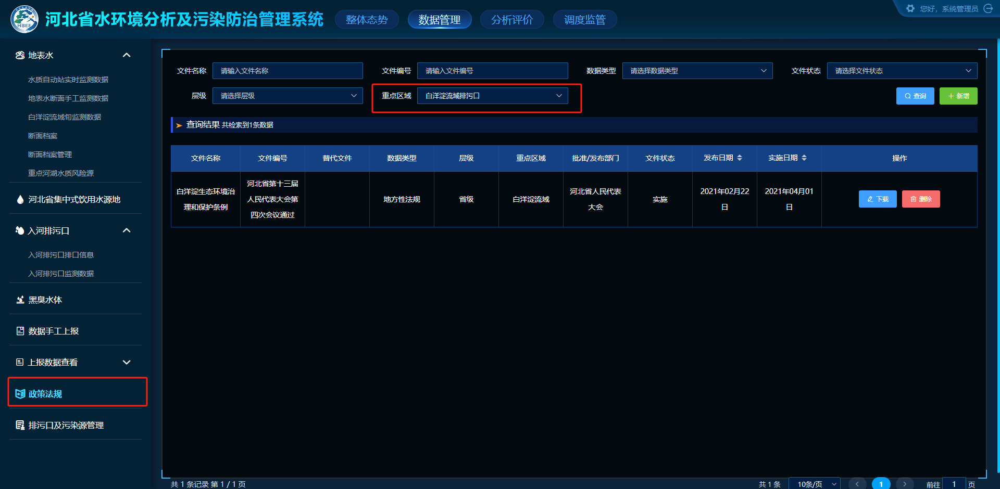 HBEE
河北省水环境分析及污染防治管理系统
整体态势
数据管理
分析评价
调度监管
您好，系统管理员
地表水
水质自动站实时监测数据
地表水断面手工监测数据
白洋淀流域旬监测数据
断面档案
断面档案管理
重点河湖水质风险源
河北省集中式饮用水源地
入河排污口
入河排污口排口信息
入河排污口监测数据
黑臭水体
数据手工上报
上报数据查看
政策法规
排污口及污染源管理
文件名称 请输入文件名称
文件编号 请输入文件编号
数据类型 请选择数据类型
文件状态 请选择文件状态
层级 请选择层级
重点区域 白洋淀流域排污口
查询
新增
查询结果 共检索到1条数据
文件名称 文件编号 替代文件 数据类型 层级 重点区域 批准/发布部门 文件状态 发布日期 实施日期 操作
白洋淀生态环境治
理和保护条例
河北省第十三届
人民代表大会第
四次会议通过
地方性法规
省级
白洋淀流域
河北省人民代表
大会
实施
2021年02月22
日
2021年04月01
日
下载
删除
共 1 条记录 第 1 / 1 页
共 1 条
10条/页
1
前往 1 页